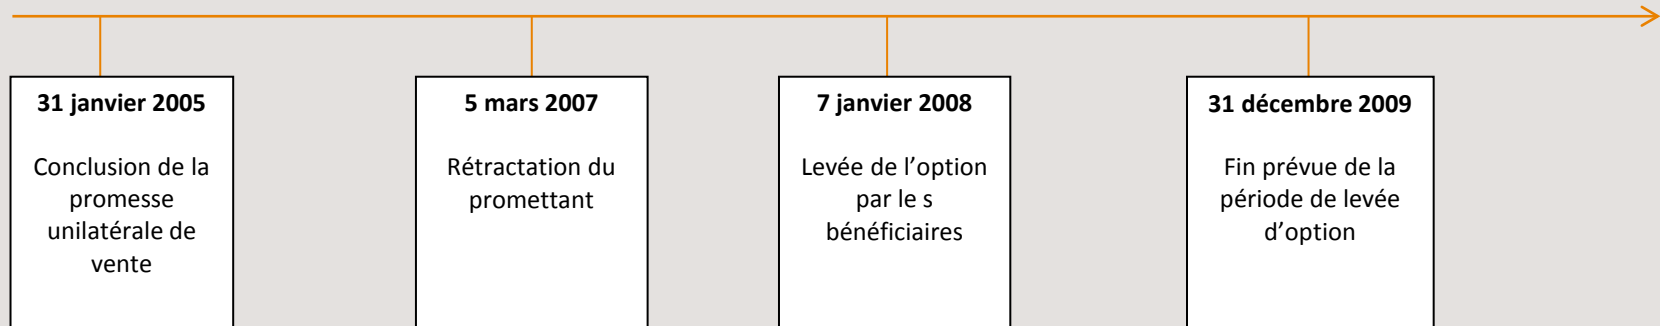 31 janvier 2005
Conclusion de la
promesse
unilatérale de
vente
5 mars 2007
Rétractation du
promettant
7 janvier 2008
Levée de l’option
par le s
bénéficiaires
31 décembre 2009
Fin prévue de la
période de levée
d’option